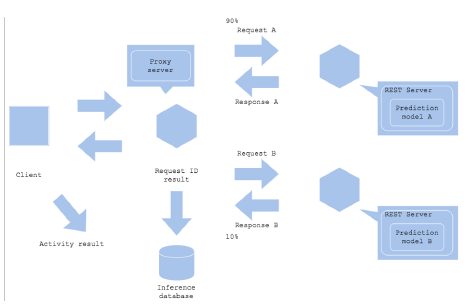 90%
Request A
Proxy
server
REST Server
Prediction
model A
Response A
Request B
Client
Request ID
result
REST Server
Prediction
model B
Response B
10%
Activity result
Inference
database